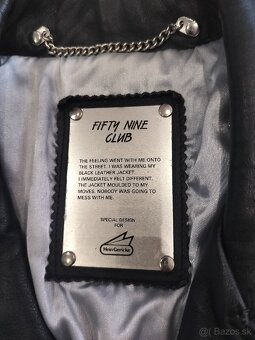 FIFTY NINE
CLUB
THE FEELING WENT WITH ME ONTO
THE STREET. I WAS WEARING MY
BLACK LEATHER JACKET.
I IMMEDIATELY FELT DIFFERENT.
THE JACKET MOULDED TO MY
MOVES. NOBODY WAS GOING TO
MESS WITH ME.
SPECIAL DESIGN
FOR
Hein Gericke
Bazos.sk